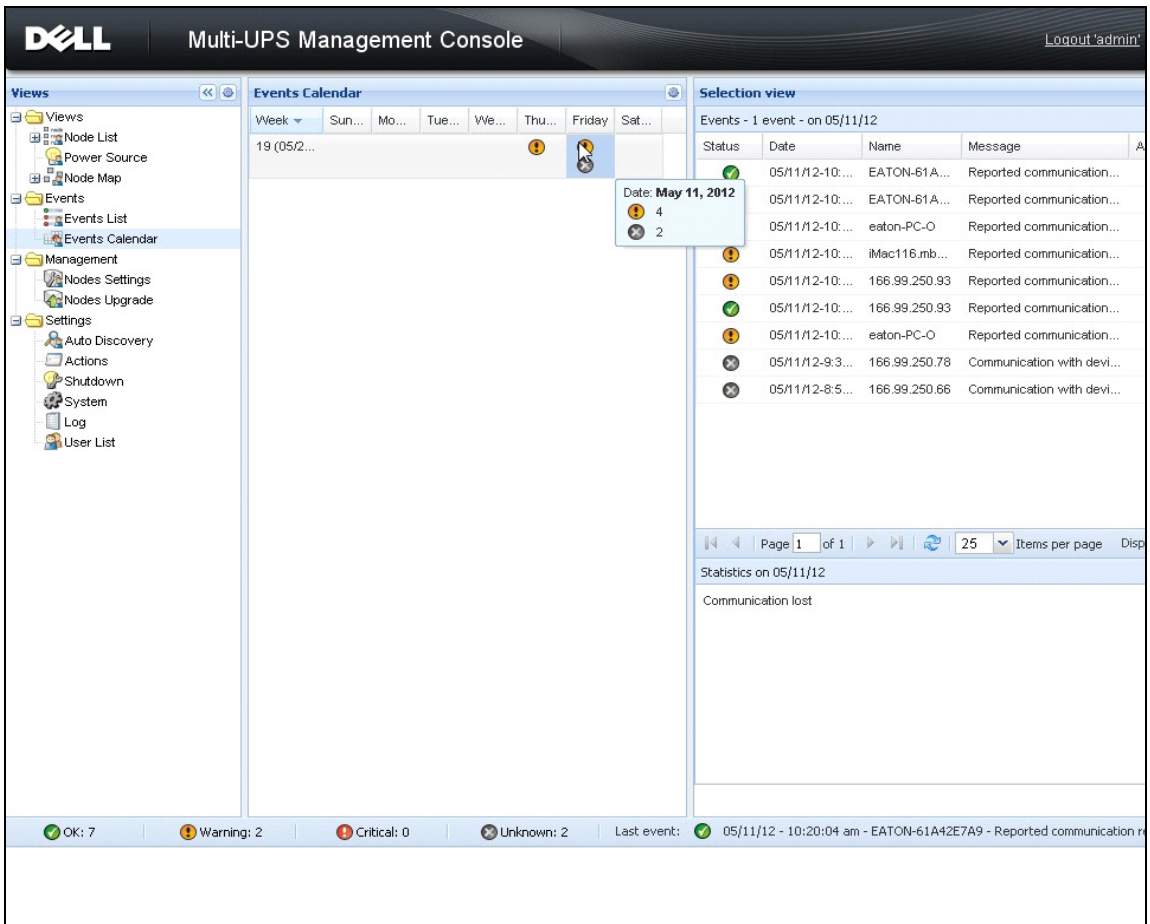 DELL Multi-UPS Management Console Logout 'admin'
Views
Views
Node List
Power Source
Node Map
Events
Events List
Events Calendar
Management
Nodes Settings
Nodes Upgrade
Settings
Auto Discovery
Actions
Shutdown
System
Log
User List
Events Calendar
Week Sun... Mo... Tue... We... Thu... Friday Sat...
19 (05/2...
Date: May 11, 2012
4
2
Selection view
Events - 1 event - on 05/11/12
Status Date Name Message A
05/11/12-10:... EATON-61A... Reported communication...
05/11/12-10:... EATON-61A... Reported communication...
05/11/12-10:... eaton-PC-O Reported communication...
05/11/12-10:... iMac116.mb... Reported communication...
05/11/12-10:... 166.99.250.93 Reported communication...
05/11/12-10:... 166.99.250.93 Reported communication...
05/11/12-10:... eaton-PC-O Reported communication...
05/11/12-9:3... 166.99.250.78 Communication with devi...
05/11/12-8:5... 166.99.250.66 Communication with devi...
Page 1 of 1 25 Items per page Disp
Statistics on 05/11/12
Communication lost
OK: 7 Warning: 2 Critical: 0 Unknown: 2 Last event: 05/11/12 - 10:20:04 am - EATON-61A42E7A9 - Reported communication re